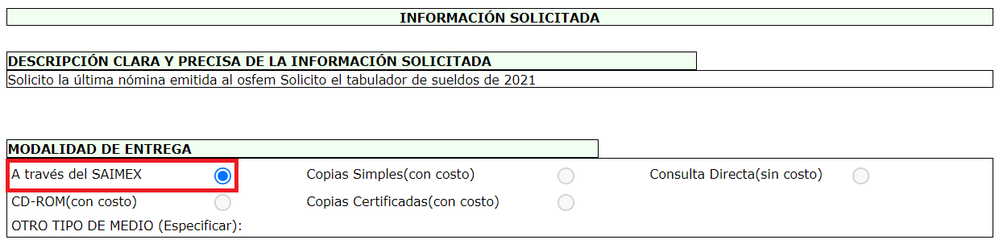 INFORMACIÓN SOLICITADA
DESCRIPCIÓN CLARA Y PRECISA DE LA INFORMACIÓN SOLICITADA
Solicito la última nómina emitida al osfem Solicito el tabulador de sueldos de 2021
MODALIDAD DE ENTREGA
A través del SAIMEX Copias Simples(con costo) Consulta Directa(sin costo)
CD-ROM(con costo) Copias Certificadas(con costo)
OTRO TIPO DE MEDIO (Especificar):